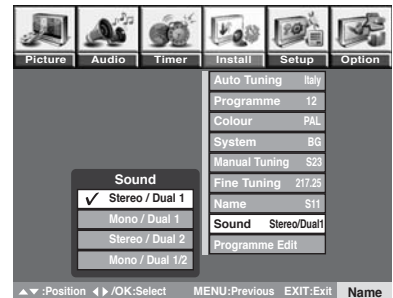 Picture Audio Timer Install Setup Option
Auto Tuning Italy
Programme 12
Colour PAL
System BG
Manual Tuning S23
Fine Tuning 217.25
Name S11
Sound Stereo/Dual1
Programme Edit
Sound
✓ Stereo / Dual 1
Mono / Dual 1
Stereo / Dual 2
Mono / Dual 1/2
▲▼ :Position ◀ ▶ /OK:Select MENU:Previous EXIT:Exit Name